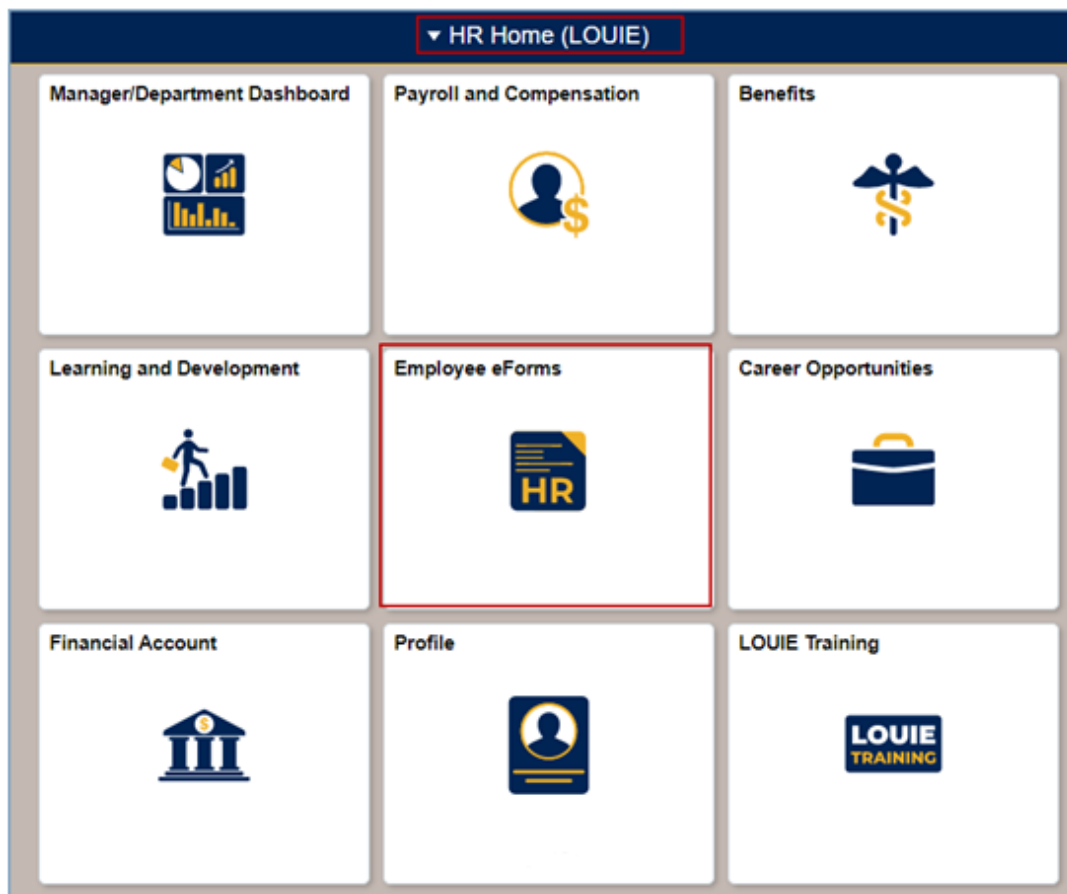 HR Home (LOUIE)
Manager/Department Dashboard
Payroll and Compensation
Benefits
$
Learning and Development
Employee eForms
Career Opportunities
HR
Financial Account
Profile
LOUIE Training
$
LOUIE
TRAINING